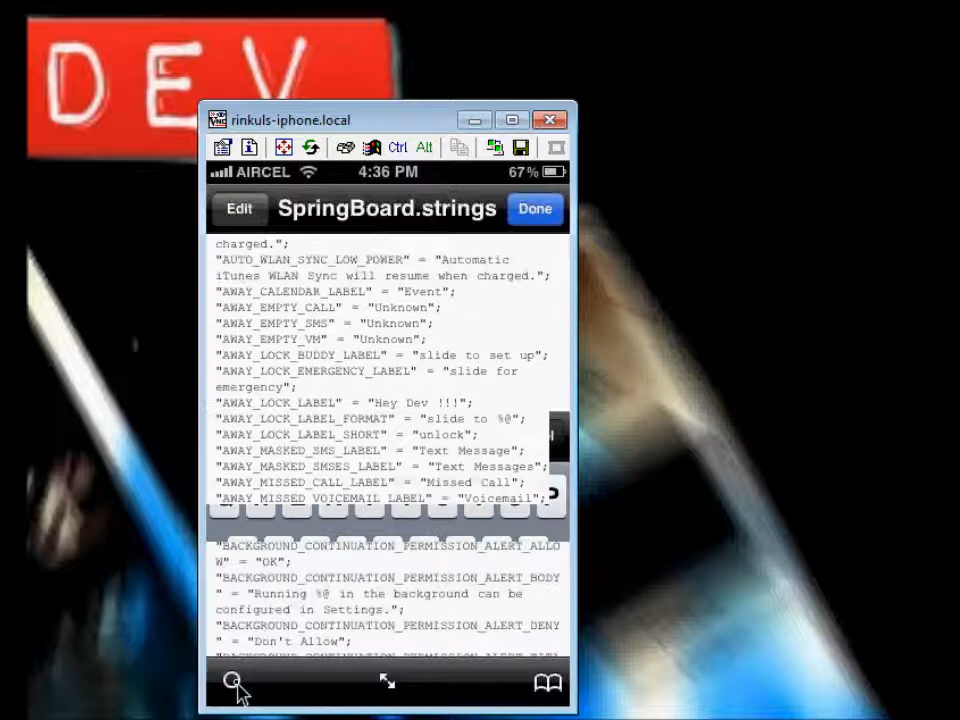 DEV
rinkuls-iphone.local
Ctrl Alt
AIRCEL 4:36 PM 67%
Edit SpringBoard.strings Done
charged.";
"AUTO_WLAN_SYNC_LOW_POWER" = "Automatic
iTunes WLAN Sync will resume when charged.";
"AWAY_CALENDAR_LABEL" = "Event";
"AWAY_EMPTY_CALL" = "Unknown";
"AWAY_EMPTY_SMS" = "Unknown";
"AWAY_EMPTY_VM" = "Unknown";
"AWAY_LOCK_BUDDY_LABEL" = "slide to set up";
"AWAY_LOCK_EMERGENCY_LABEL" = "slide for
emergency";
"AWAY_LOCK_LABEL" = "Hey Dev !!!";
"AWAY_LOCK_LABEL_FORMAT" = "slide to %@";
"AWAY_LOCK_LABEL_SHORT" = "unlock";
"AWAY_MASKED_SMS_LABEL" = "Text Message";
"AWAY_MASKED_SMSES_LABEL" = "Text Messages";
"AWAY_MISSED_CALL_LABEL" = "Missed Call";
"AWAY_MISSED_VOICEMAIL_LABEL" = "Voicemail";
"BACKGROUND_CONTINUATION_PERMISSION_ALERT_ALLO
W" = "OK";
"BACKGROUND_CONTINUATION_PERMISSION_ALERT_BODY
" = "Running %@ in the background can be
configured in Settings.";
"BACKGROUND_CONTINUATION_PERMISSION_ALERT_DENY
" = "Don't Allow";